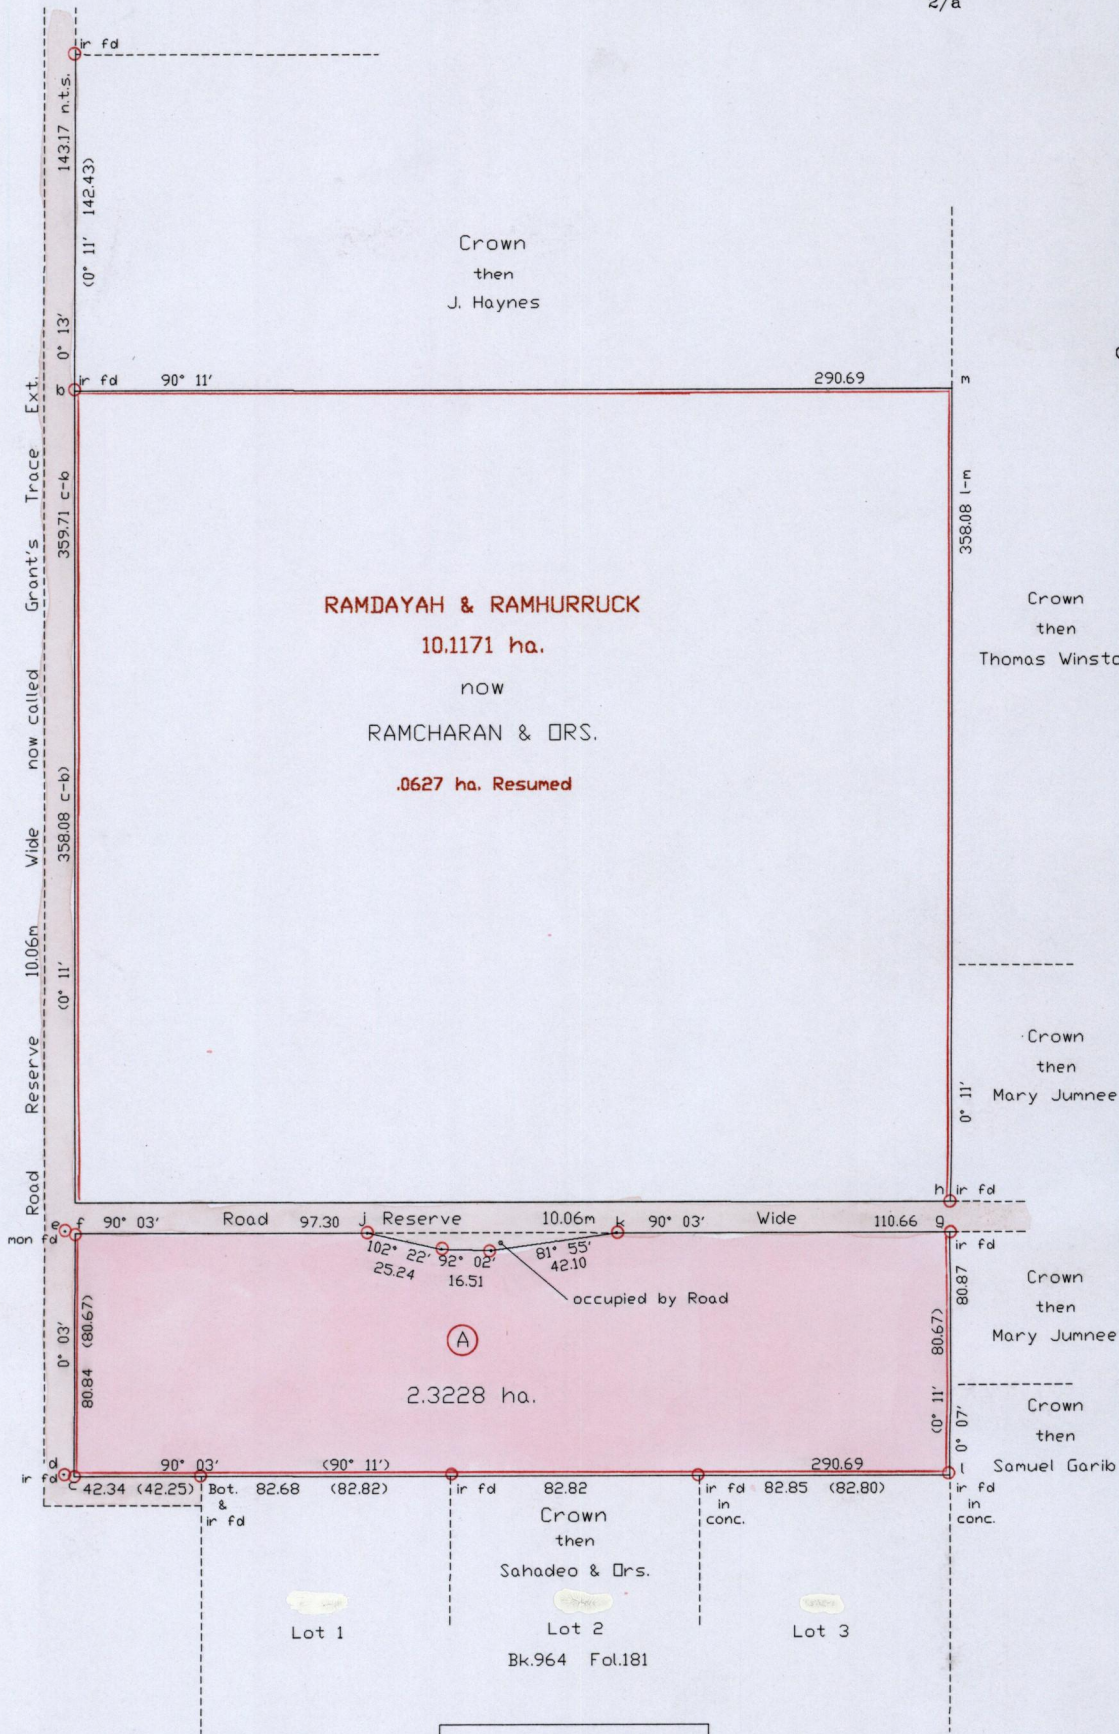 2/a
ir fd
143.17 n.t.s.
0° 13'
(0° 11' 142.43)
Crown
then
J. Haynes
ir fd 90° 11' 290.69 m
Road Reserve 10.06m Wide now called Grant's Trace Ext.
359.71 c-b
(0° 11' 358.08 c-b)
0° 11' 358.08 l-m
RAMDAYAH & RAMHURRUCK
10.1171 ha.
now
RAMCHARAN & ORS.
.0627 ha. Resumed
Crown
then
Thomas Winsto
Crown
then
Mary Jumnee
h ir fd
e f 90° 03' Road 97.30 j Reserve 10.06m k 90° 03' Wide 110.66 g
mon fd
ir fd
102° 22' 92° 02' 81° 55'
25.24 16.51 42.10
occupied by Road
0° 03' 80.84 (80.67)
A
2.3228 ha.
(0° 11' 80.67)
0° 07' 80.87
Crown
then
Mary Jumnee
Crown
then
Samuel Garib
d 90° 03' (90° 11') 290.69 l
ir fd
c 42.34 (42.25) Bot. 82.68 (82.82) ir fd 82.82 ir fd 82.85 (82.80) ir fd
& in in
ir fd conc. conc.
Crown
then
Sahadeo & Ors.
Lot 1 Lot 2 Lot 3
Bk.964 Fol.181